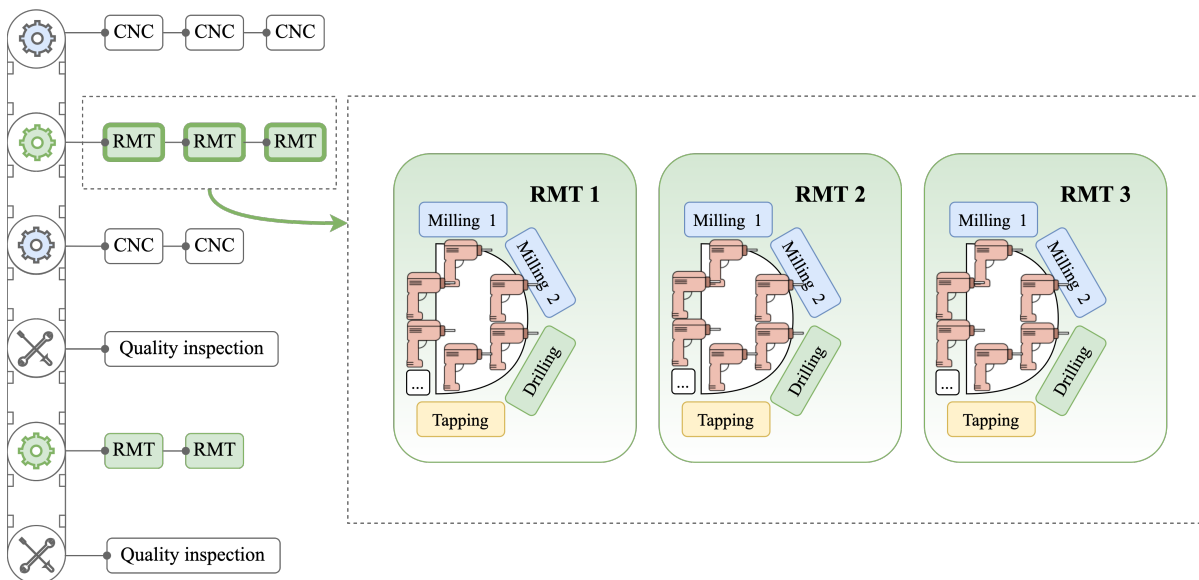 CNC CNC CNC
RMT RMT RMT
CNC CNC
Quality inspection
RMT RMT
Quality inspection
RMT 1
Milling 1
Milling 2
Drilling
...
Tapping
RMT 2
Milling 1
Milling 2
Drilling
...
Tapping
RMT 3
Milling 1
Milling 2
Drilling
...
Tapping